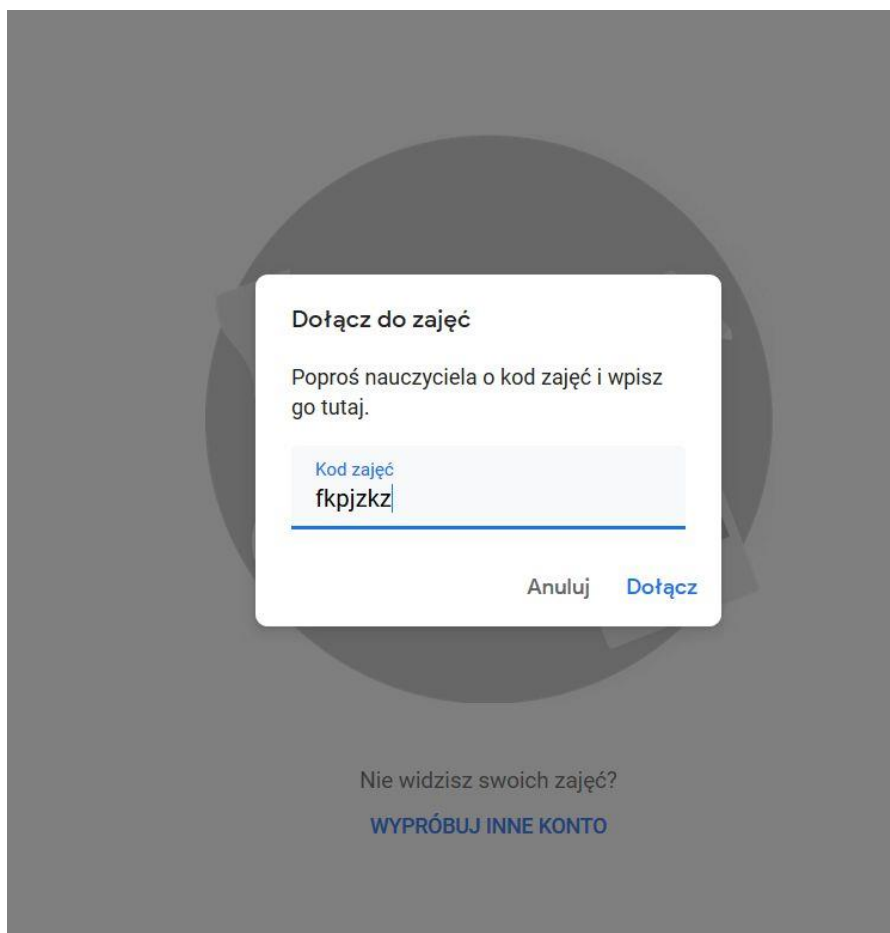 Dołącz do zajęć
Poproś nauczyciela o kod zajęć i wpisz
go tutaj.
Kod zajęć
fkpjzkz
Anuluj Dołącz
Nie widzisz swoich zajęć?
WYPRÓBUJ INNE KONTO